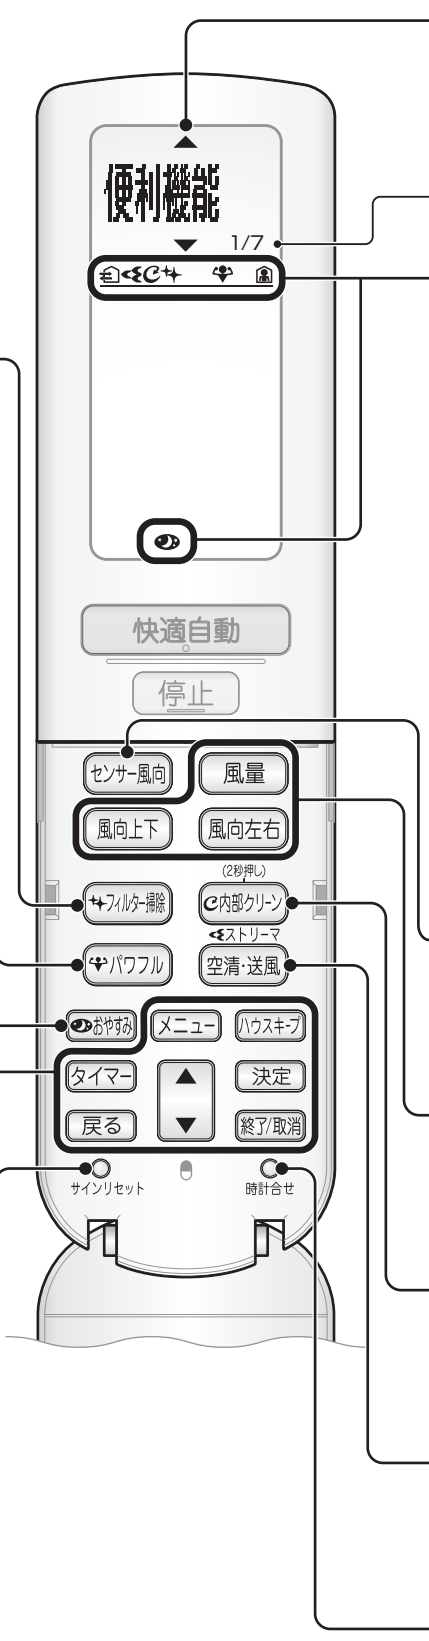 便利機能
1/7
快適自動
停止
センサー風向
風量
風向上下
風向左右
(2秒押し)
フィルター掃除
内部クリーン
ストリーマ
パワフル
空清・送風
おやすみ
メニュー
ハウスキープ
タイマー
決定
戻る
終了/取消
サインリセット
時計合せ